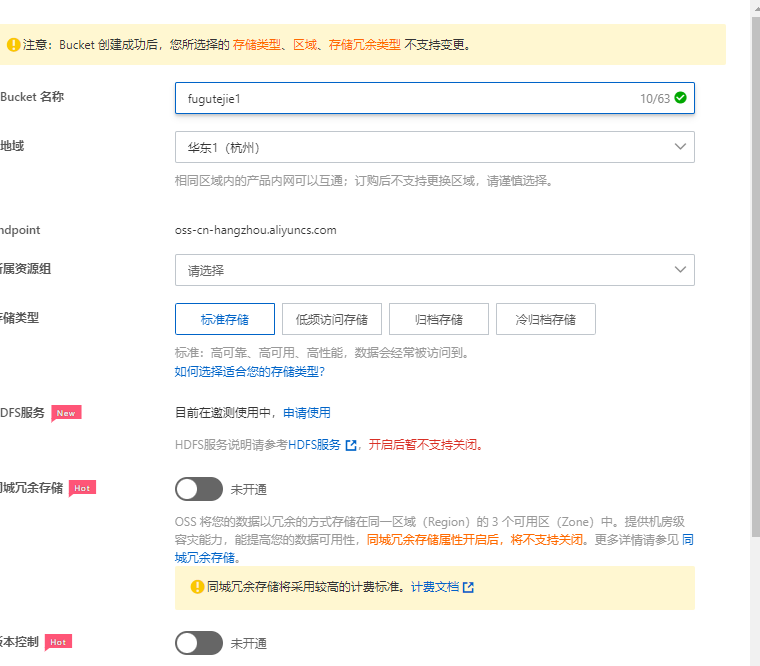 注意：Bucket 创建成功后，您所选择的 存储类型、区域、存储冗余类型 不支持变更。
Bucket 名称
fugutejie1 10/63
地域
华东1（杭州）
相同区域内的产品内网可以互通；订购后不支持更换区域，请谨慎选择。
ndpoint
oss-cn-hangzhou.aliyuncs.com
所属资源组
请选择
存储类型
标准存储 低频访问存储 归档存储 冷归档存储
标准：高可靠、高可用、高性能，数据会经常被访问到。
如何选择适合您的存储类型?
DFS服务 New
目前在邀测使用中，申请使用
HDFS服务说明请参考HDFS服务，开启后暂不支持关闭。
同城冗余存储 Hot
未开通
OSS 将您的数据以冗余的方式存储在同一区域（Region）的 3 个可用区（Zone）中。提供机房级
容灾能力，能提高您的数据可用性，同城冗余存储属性开启后，将不支持关闭。更多详情请参见 同
城冗余存储。
同城冗余存储将采用较高的计费标准。计费文档
版本控制 Hot
未开通